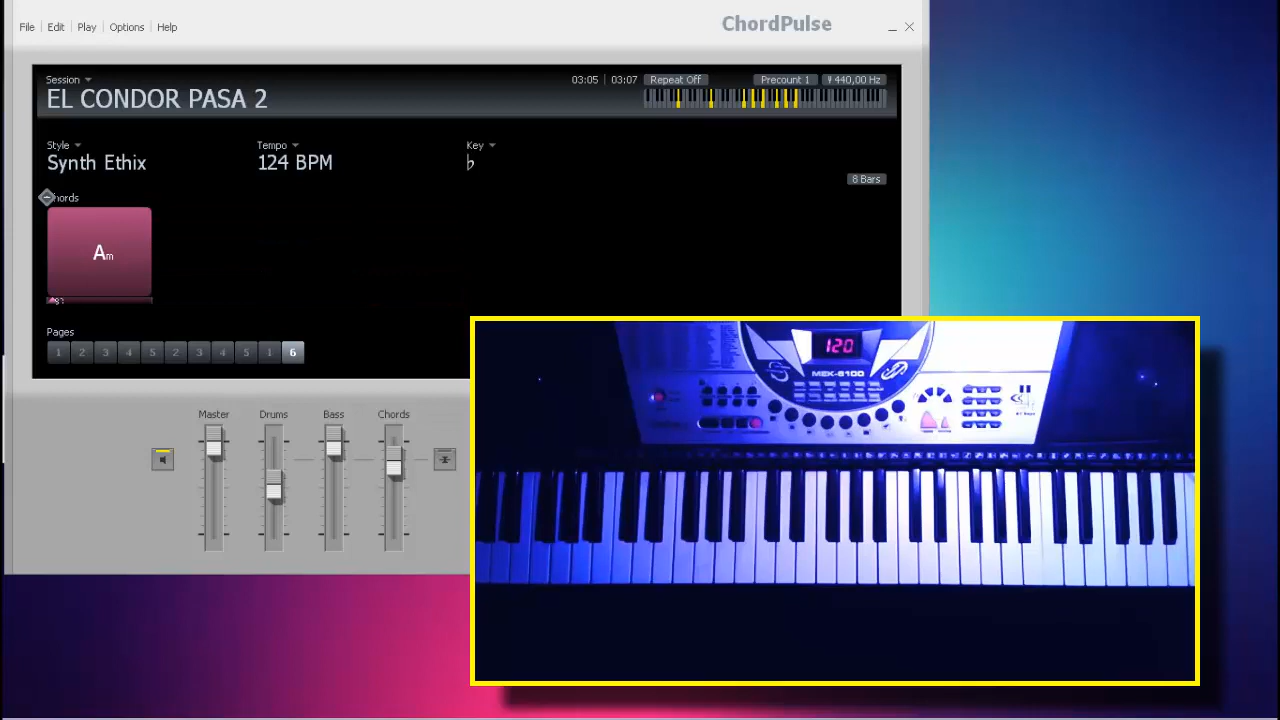 File Edit Play Options Help
ChordPulse
Session
03:05 | 03:07 Repeat Off Precount 1 440,00 Hz
EL CONDOR PASA 2
Style Tempo Key
Synth Ethix 124 BPM ♭
8 Bars
hords
Am
Pages
1 2 3 4 5 2 3 4 5 1 6
Master Drums Bass Chords
120
MEK-6100